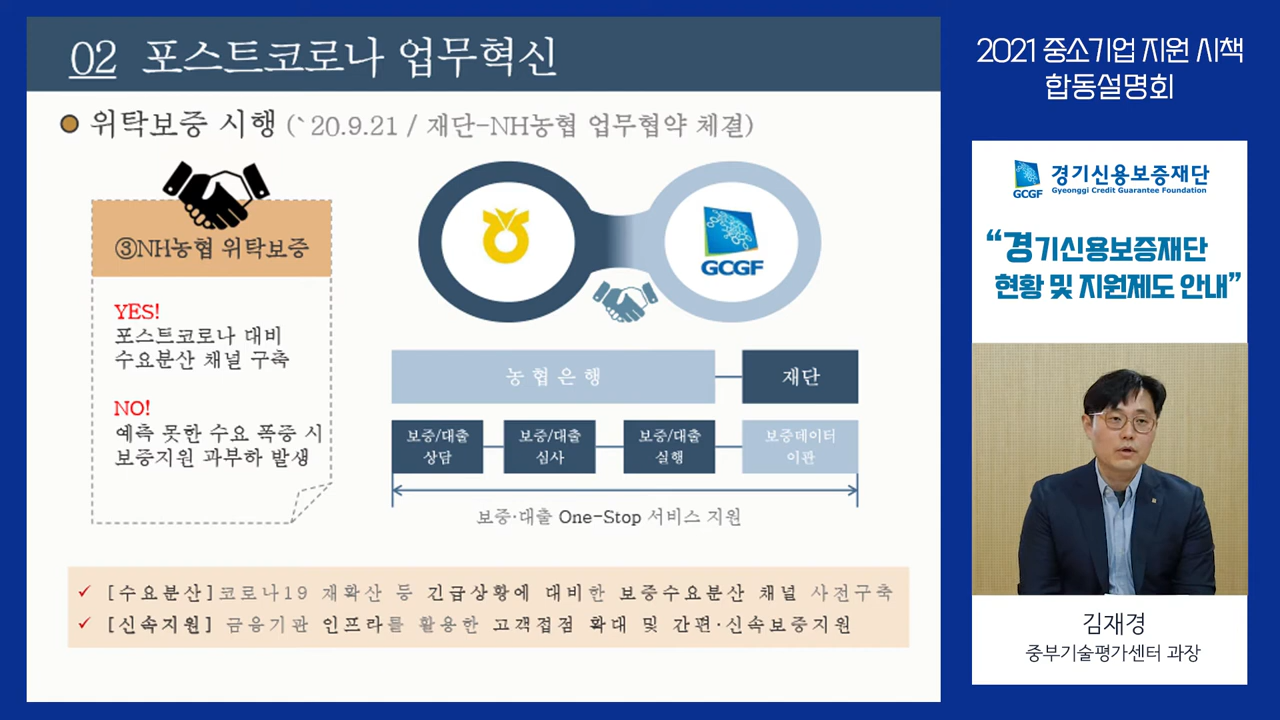 02 포스트코로나 업무혁신
위탁보증 시행 (`20.9.21 / 재단-NH농협 업무협약 체결)
③NH농협 위탁보증
YES!
포스트코로나 대비
수요분산 채널 구축
NO!
예측 못한 수요 폭증 시
보증지원 과부하 발생
GCGF
농 협 은 행
재단
보증/대출
상담
보증/대출
심사
보증/대출
실행
보증데이터
이관
보증·대출 One-Stop 서비스 지원
✓ [수요분산]코로나19 재확산 등 긴급상황에 대비한 보증수요분산 채널 사전구축
✓ [신속지원] 금융기관 인프라를 활용한 고객접점 확대 및 간편·신속보증지원
2021 중소기업 지원 시책
합동설명회
GCGF
경기신용보증재단
Gyeonggi Credit Guarantee Foundation
“경기신용보증재단
현황 및 지원제도 안내”
김재경
중부기술평가센터 과장